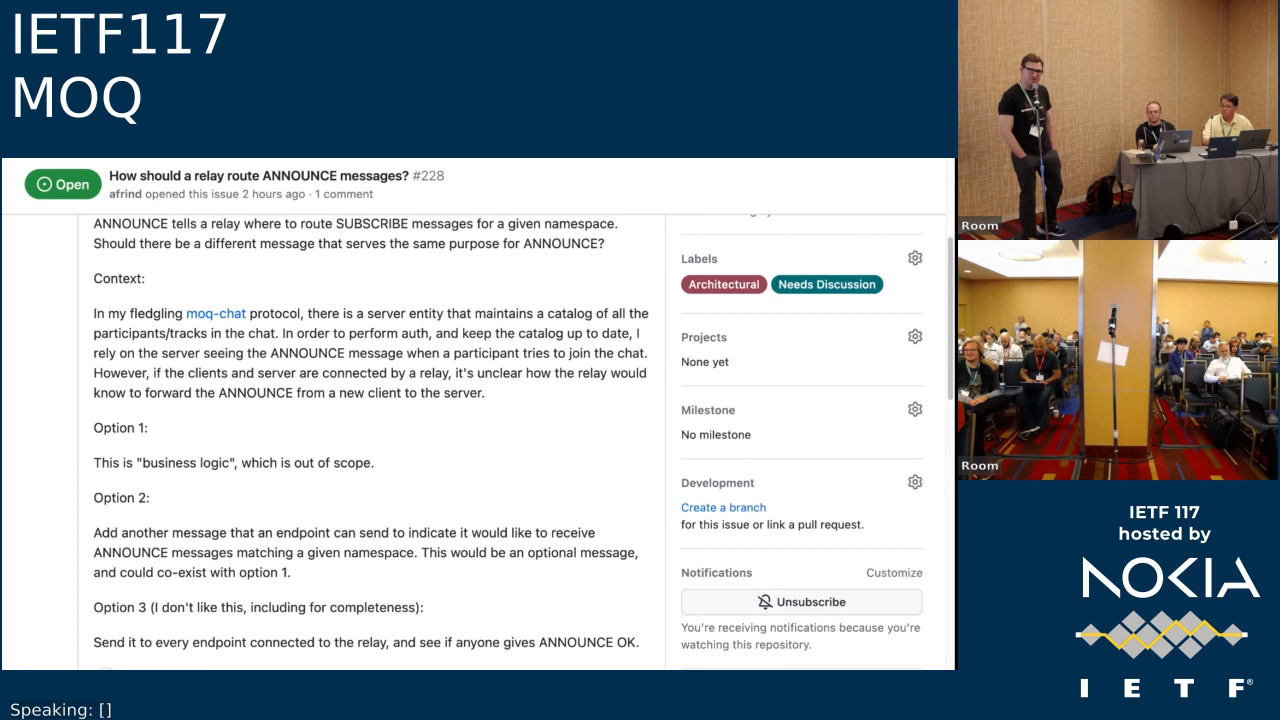 IETF117
MOQ
Open
How should a relay route ANNOUNCE messages? #228
afrind opened this issue 2 hours ago · 1 comment
ANNOUNCE tells a relay where to route SUBSCRIBE messages for a given namespace.
Should there be a different message that serves the same purpose for ANNOUNCE?
Context:
In my fledgling moq-chat protocol, there is a server entity that maintains a catalog of all the
participants/tracks in the chat. In order to perform auth, and keep the catalog up to date, I
rely on the server seeing the ANNOUNCE message when a participant tries to join the chat.
However, if the clients and server are connected by a relay, it's unclear how the relay would
know to forward the ANNOUNCE from a new client to the server.
Option 1:
This is "business logic", which is out of scope.
Option 2:
Add another message that an endpoint can send to indicate it would like to receive
ANNOUNCE messages matching a given namespace. This would be an optional message,
and could co-exist with option 1.
Option 3 (I don't like this, including for completeness):
Send it to every endpoint connected to the relay, and see if anyone gives ANNOUNCE OK.
Labels
Architectural
Needs Discussion
Projects
None yet
Milestone
No milestone
Development
Create a branch
for this issue or link a pull request.
Notifications
Customize
Unsubscribe
You're receiving notifications because you're
watching this repository.
Room
Room
IETF 117
hosted by
NOKIA
IETF®
Speaking: []